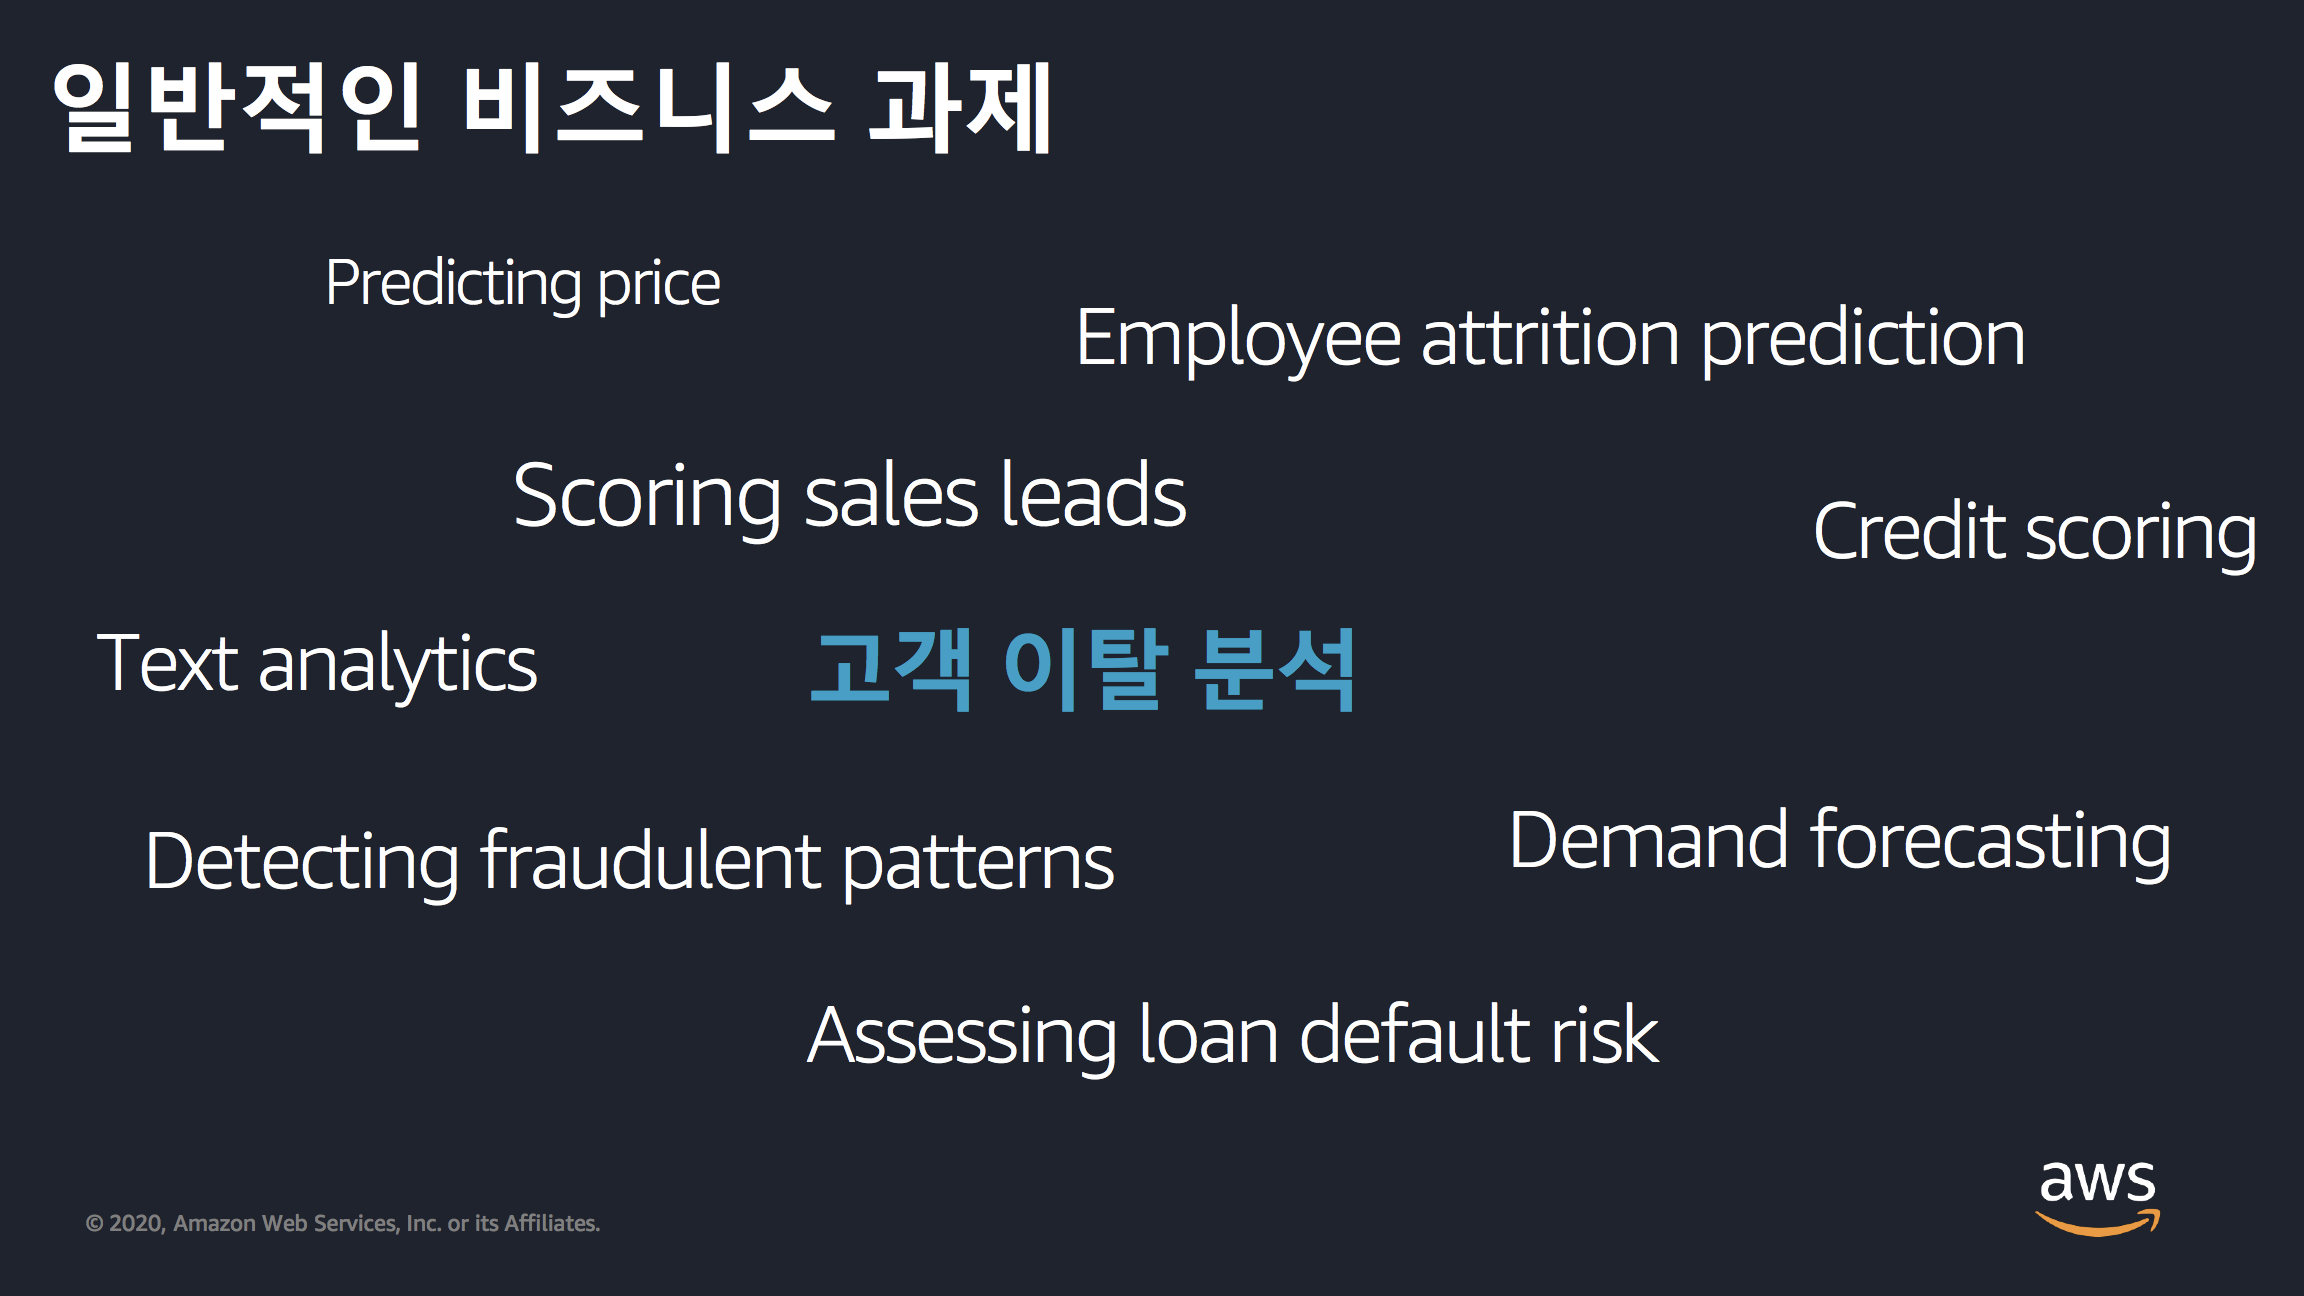 일반적인 비즈니스 과제
Predicting price
Employee attrition prediction
Scoring sales leads
Credit scoring
Text analytics
고객 이탈 분석
Demand forecasting
Detecting fraudulent patterns
Assessing loan default risk
aws
© 2020, Amazon Web Services, Inc. or its Affiliates.